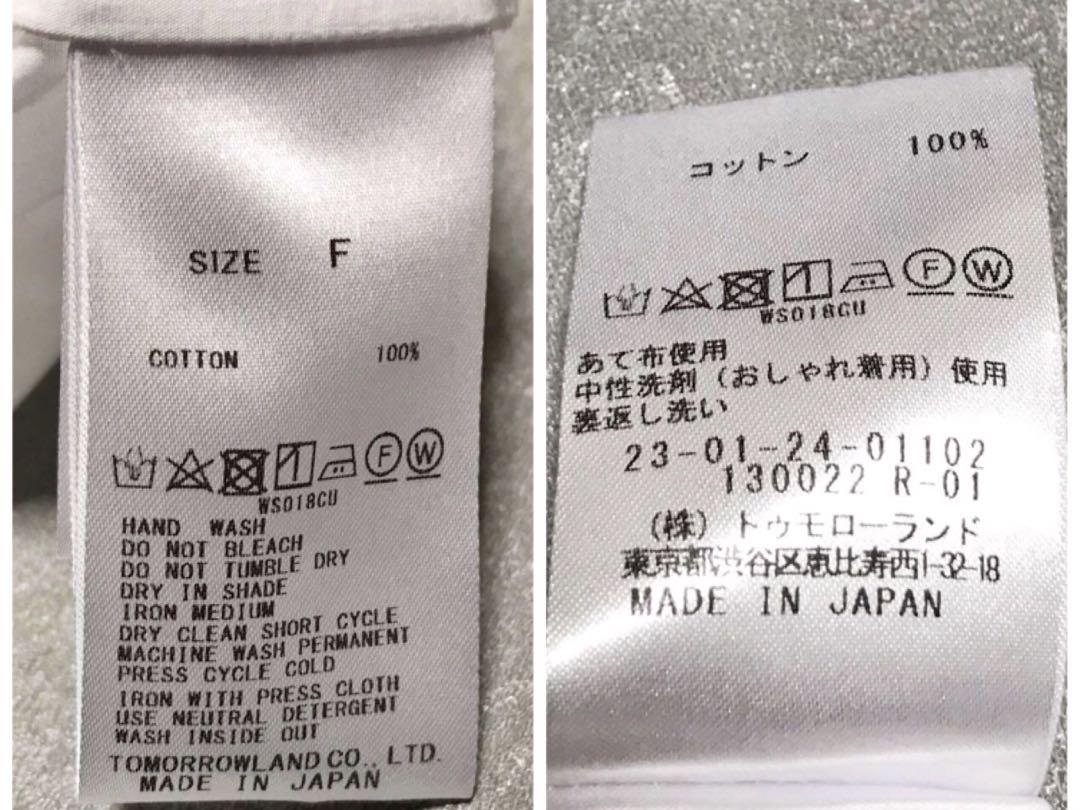 SIZE F
COTTON 100%
F W
WS018CU
HAND WASH
DO NOT BLEACH
DO NOT TUMBLE DRY
DRY IN SHADE
IRON MEDIUM
DRY CLEAN SHORT CYCLE
MACHINE WASH PERMANENT
PRESS CYCLE COLD
IRON WITH PRESS CLOTH
USE NEUTRAL DETERGENT
WASH INSIDE OUT
TOMORROWLAND CO., LTD.
MADE IN JAPAN
コットン 100%
F W
WS018CU
あて布使用
中性洗剤（おしゃれ着用）使用
裏返し洗い
23-01-24-01102
130022 R-01
（株）トゥモローランド
東京都渋谷区恵比寿西1-32-18
MADE IN JAPAN